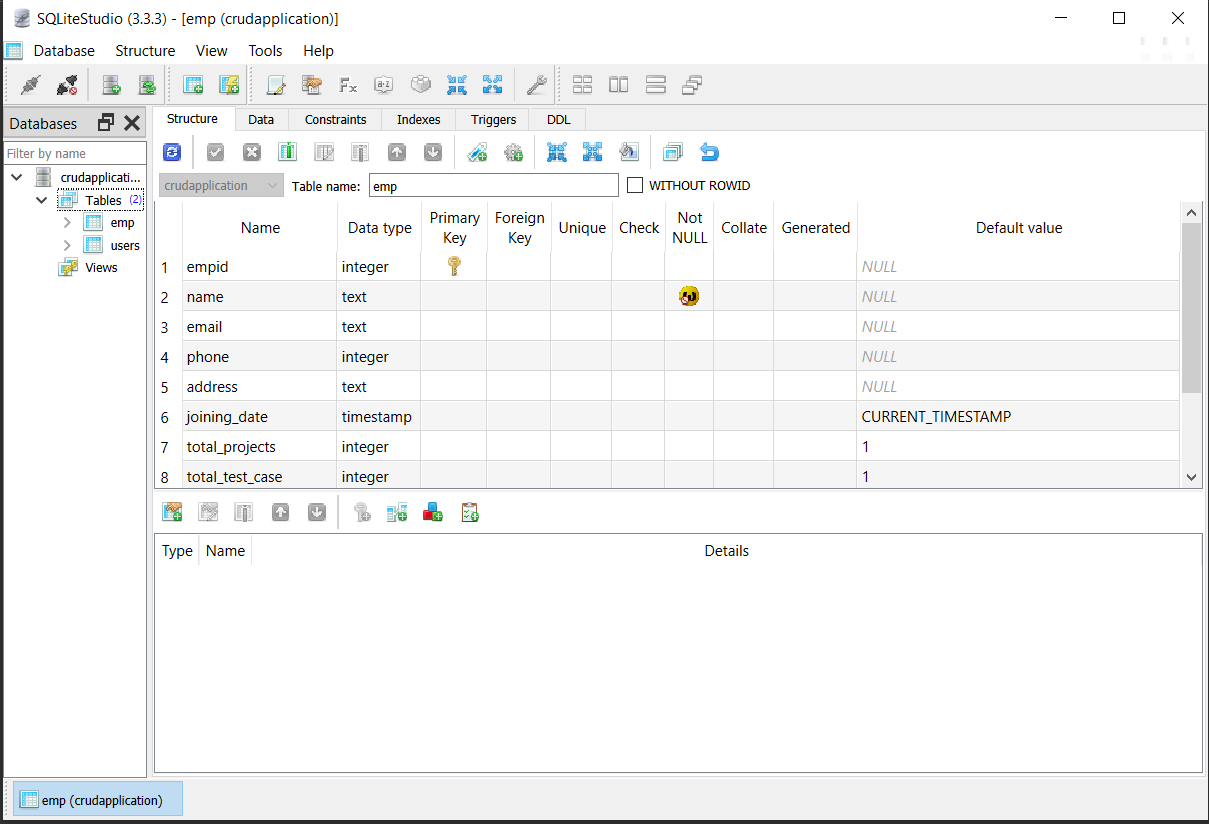 SQLiteStudio (3.3.3) - [emp (crudapplication)]
Database Structure View Tools Help
Databases
Filter by name
crudapplicati...
Tables (2)
emp
users
Views
Structure Data Constraints Indexes Triggers DDL
crudapplication Table name: emp WITHOUT ROWID
Name Data type Primary Key Foreign Key Unique Check Not NULL Collate Generated Default value
1 empid integer NULL
2 name text NULL
3 email text NULL
4 phone integer NULL
5 address text NULL
6 joining_date timestamp CURRENT_TIMESTAMP
7 total_projects integer 1
8 total_test_case integer 1
Type Name Details
emp (crudapplication)